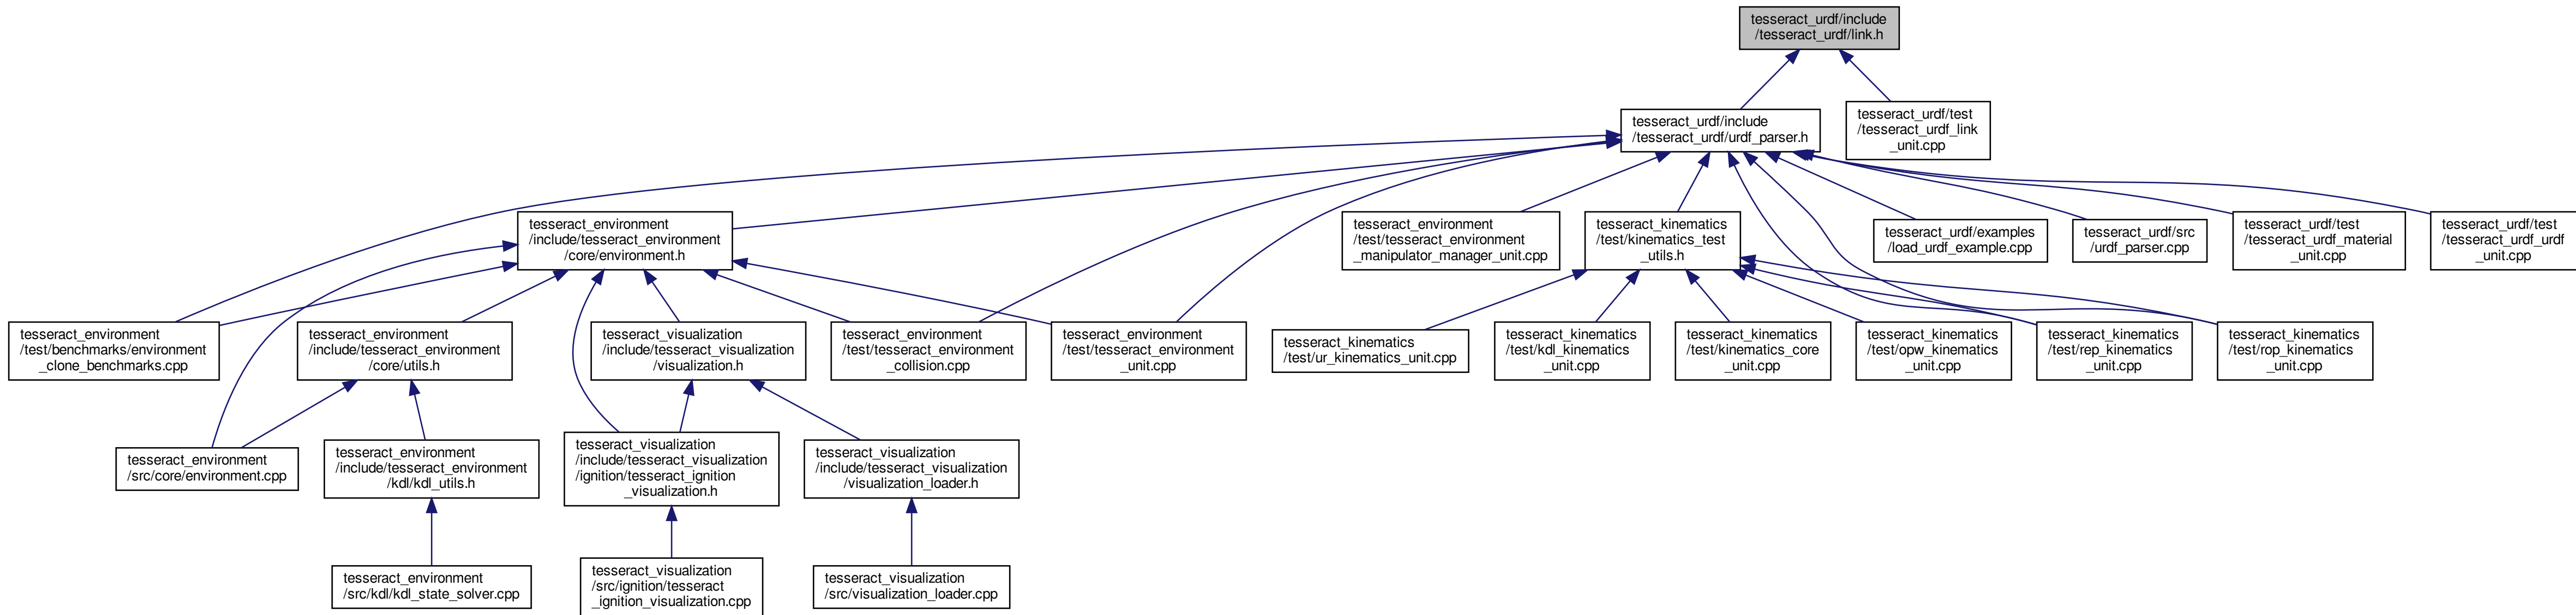 tesseract_urdf/include
/tesseract_urdf/link.h
tesseract_urdf/include
/tesseract_urdf/urdf_parser.h
tesseract_urdf/test
/tesseract_urdf_link
_unit.cpp
tesseract_environment
/include/tesseract_environment
/core/environment.h
tesseract_environment
/test/tesseract_environment
_manipulator_manager_unit.cpp
tesseract_kinematics
/test/kinematics_test
_utils.h
tesseract_urdf/examples
/load_urdf_example.cpp
tesseract_urdf/src
/urdf_parser.cpp
tesseract_urdf/test
/tesseract_urdf_material
_unit.cpp
tesseract_urdf/test
/tesseract_urdf_urdf
_unit.cpp
tesseract_environment
/test/benchmarks/environment
_clone_benchmarks.cpp
tesseract_environment
/include/tesseract_environment
/core/utils.h
tesseract_visualization
/include/tesseract_visualization
/visualization.h
tesseract_environment
/test/tesseract_environment
_collision.cpp
tesseract_environment
/test/tesseract_environment
_unit.cpp
tesseract_kinematics
/test/ur_kinematics_unit.cpp
tesseract_kinematics
/test/kdl_kinematics
_unit.cpp
tesseract_kinematics
/test/kinematics_core
_unit.cpp
tesseract_kinematics
/test/opw_kinematics
_unit.cpp
tesseract_kinematics
/test/rep_kinematics
_unit.cpp
tesseract_kinematics
/test/rop_kinematics
_unit.cpp
tesseract_environment
/src/core/environment.cpp
tesseract_environment
/include/tesseract_environment
/kdl/kdl_utils.h
tesseract_visualization
/include/tesseract_visualization
/ignition/tesseract_ignition
_visualization.h
tesseract_visualization
/include/tesseract_visualization
/visualization_loader.h
tesseract_environment
/src/kdl/kdl_state_solver.cpp
tesseract_visualization
/src/ignition/tesseract
_ignition_visualization.cpp
tesseract_visualization
/src/visualization_loader.cpp